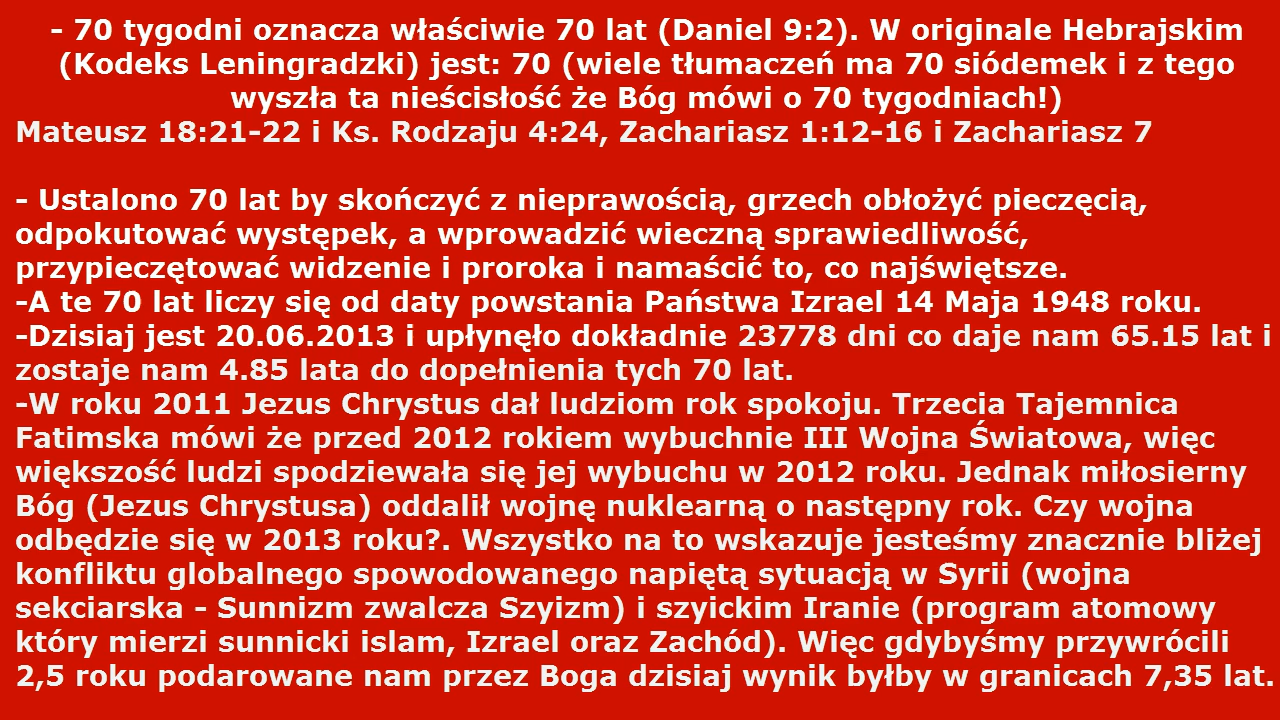 - 70 tygodni oznacza właściwie 70 lat (Daniel 9:2). W originale Hebrajskim
(Kodeks Leningradzki) jest: 70 (wiele tłumaczeń ma 70 siódemek i z tego
wyszła ta nieścisłość że Bóg mówi o 70 tygodniach!)
Mateusz 18:21-22 i Ks. Rodzaju 4:24, Zachariasz 1:12-16 i Zachariasz 7
- Ustalono 70 lat by skończyć z nieprawością, grzech obłożyć pieczęcią,
odpokutować występek, a wprowadzić wieczną sprawiedliwość,
przypieczętować widzenie i proroka i namaścić to, co najświętsze.
-A te 70 lat liczy się od daty powstania Państwa Izrael 14 Maja 1948 roku.
-Dzisiaj jest 20.06.2013 i upłynęło dokładnie 23778 dni co daje nam 65.15 lat i
zostaje nam 4.85 lata do dopełnienia tych 70 lat.
-W roku 2011 Jezus Chrystus dał ludziom rok spokoju. Trzecia Tajemnica
Fatimska mówi że przed 2012 rokiem wybuchnie III Wojna Światowa, więc
większość ludzi spodziewała się jej wybuchu w 2012 roku. Jednak miłosierny
Bóg (Jezus Chrystusa) oddalił wojnę nuklearną o następny rok. Czy wojna
odbędzie się w 2013 roku?. Wszystko na to wskazuje jesteśmy znacznie bliżej
konfliktu globalnego spowodowanego napiętą sytuacją w Syrii (wojna
sekciarska - Sunnizm zwalcza Szyizm) i szyickim Iranie (program atomowy
który mierzi sunnicki islam, Izrael oraz Zachód). Więc gdybyśmy przywrócili
2,5 roku podarowane nam przez Boga dzisiaj wynik byłby w granicach 7,35 lat.